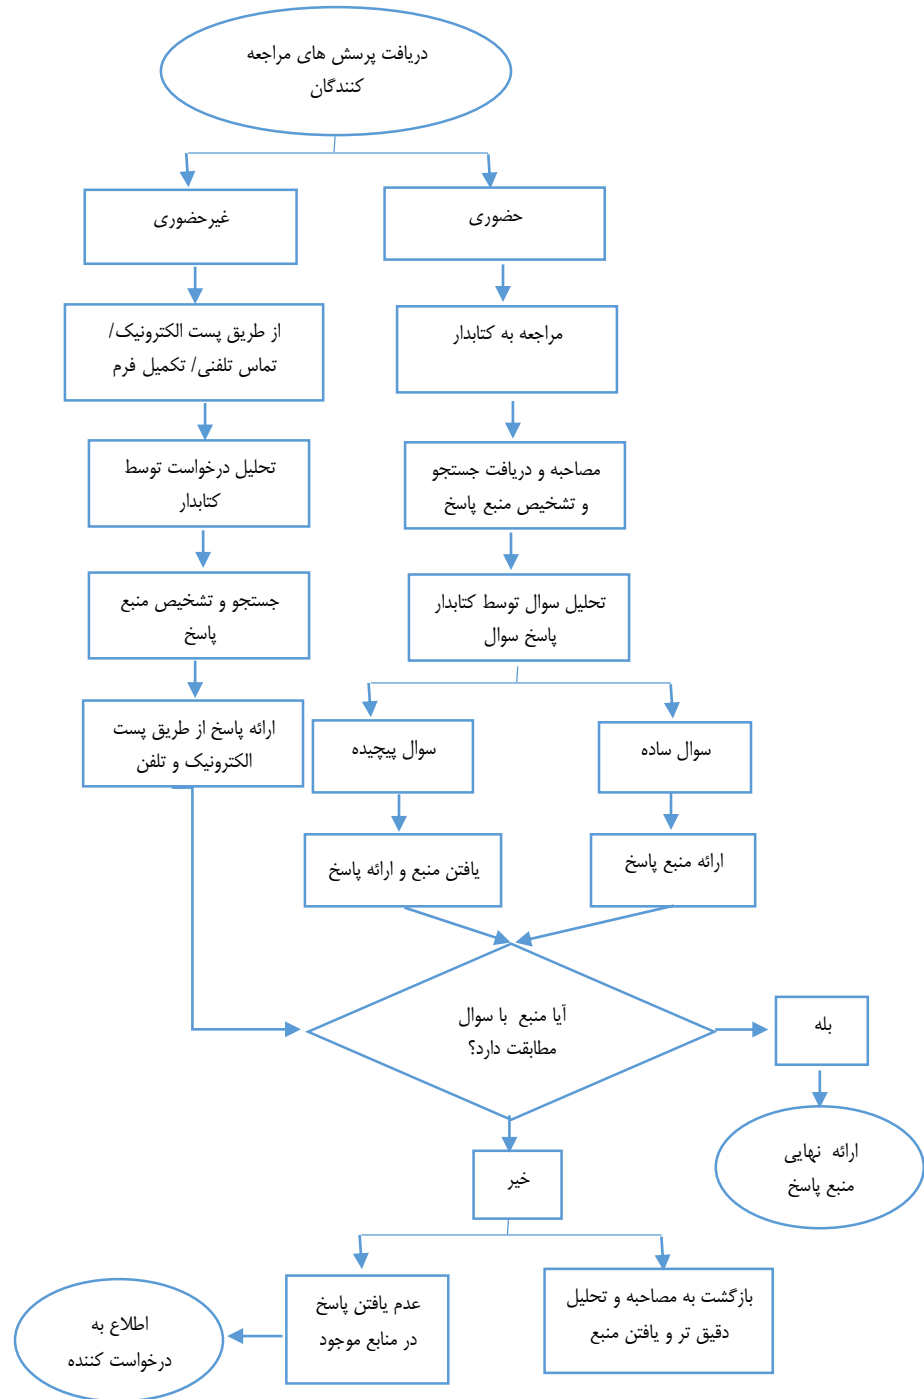 دریافت پرسش های مراجعه
کنندگان
حضوری
غیرحضوری
مراجعه به کتابدار
از طریق پست الکترونیک/
تماس تلفنی/ تکمیل فرم
مصاحبه و دریافت جستجو
و تشخیص منبع پاسخ
تحلیل درخواست توسط
کتابدار
تحلیل سوال توسط کتابدار
پاسخ سوال
جستجو و تشخیص منبع
پاسخ
سوال ساده
سوال پیچیده
ارائه پاسخ از طریق پست
الکترونیک و تلفن
ارائه منبع پاسخ
یافتن منبع و ارائه پاسخ
آیا منبع با سوال
مطابقت دارد؟
بله
ارائه نهایی
منبع پاسخ
خیر
بازگشت به مصاحبه و تحلیل
دقیق تر و یافتن منبع
عدم یافتن پاسخ
در منابع موجود
اطلاع به
درخواست کننده